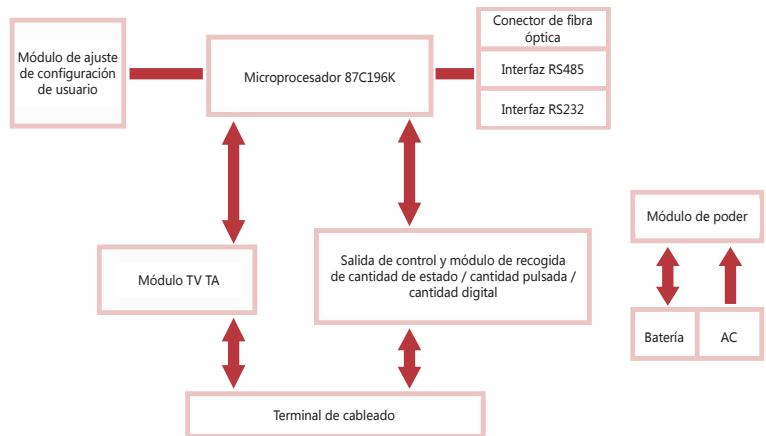 Módulo de ajuste
de configuración
de usuario
Microprocesador 87C196K
Conector de fibra
óptica
Interfaz RS485
Interfaz RS232
Módulo TV TA
Salida de control y módulo de recogida
de cantidad de estado / cantidad pulsada /
cantidad digital
Terminal de cableado
Módulo de poder
Batería
AC